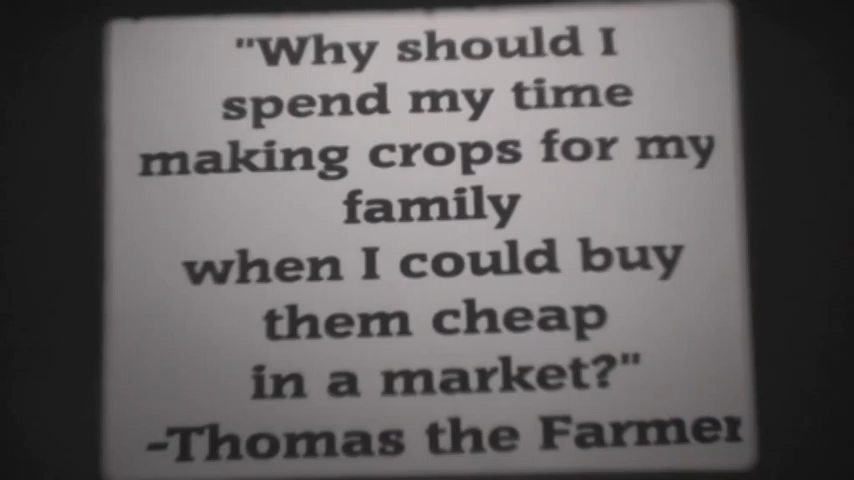 "Why should I
spend my time
making crops for my
family
when I could buy
them cheap
in a market?"
-Thomas the Farmer